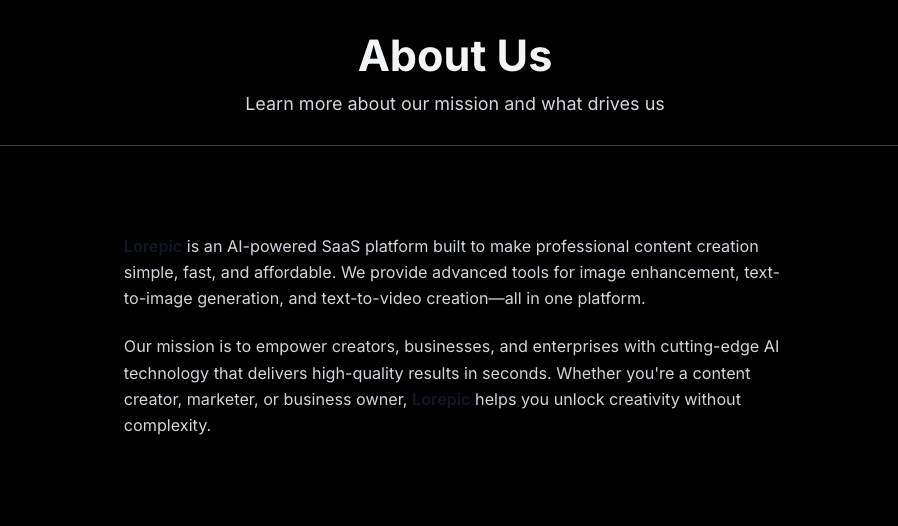 About Us
Learn more about our mission and what drives us
Lorepic is an AI-powered SaaS platform built to make professional content creation
simple, fast, and affordable. We provide advanced tools for image enhancement, text-
to-image generation, and text-to-video creation—all in one platform.
Our mission is to empower creators, businesses, and enterprises with cutting-edge AI
technology that delivers high-quality results in seconds. Whether you're a content
creator, marketer, or business owner, Lorepic helps you unlock creativity without
complexity.